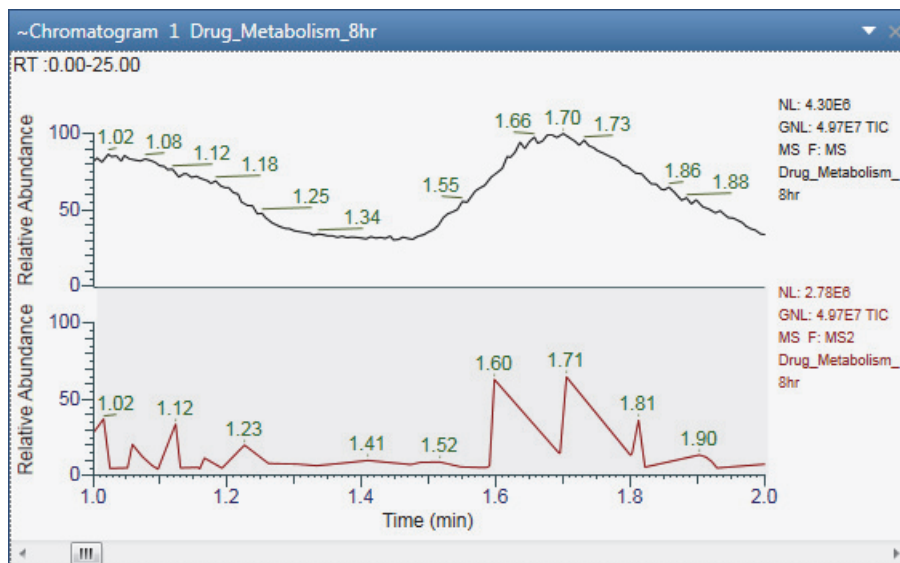 ~Chromatogram 1 Drug_Metabolism_8hr
RT :0.00-25.00
Relative Abundance
100
50
0
1.02
1.08
1.12
1.18
1.25
1.34
1.55
1.66
1.70
1.73
1.86
1.88
NL: 4.30E6
GNL: 4.97E7 TIC
MS F: MS
Drug_Metabolism_
8hr
Relative Abundance
100
50
0
1.02
1.12
1.23
1.41
1.52
1.60
1.71
1.81
1.90
NL: 2.78E6
GNL: 4.97E7 TIC
MS F: MS2
Drug_Metabolism_
8hr
1.0 1.2 1.4 1.6 1.8 2.0
Time (min)